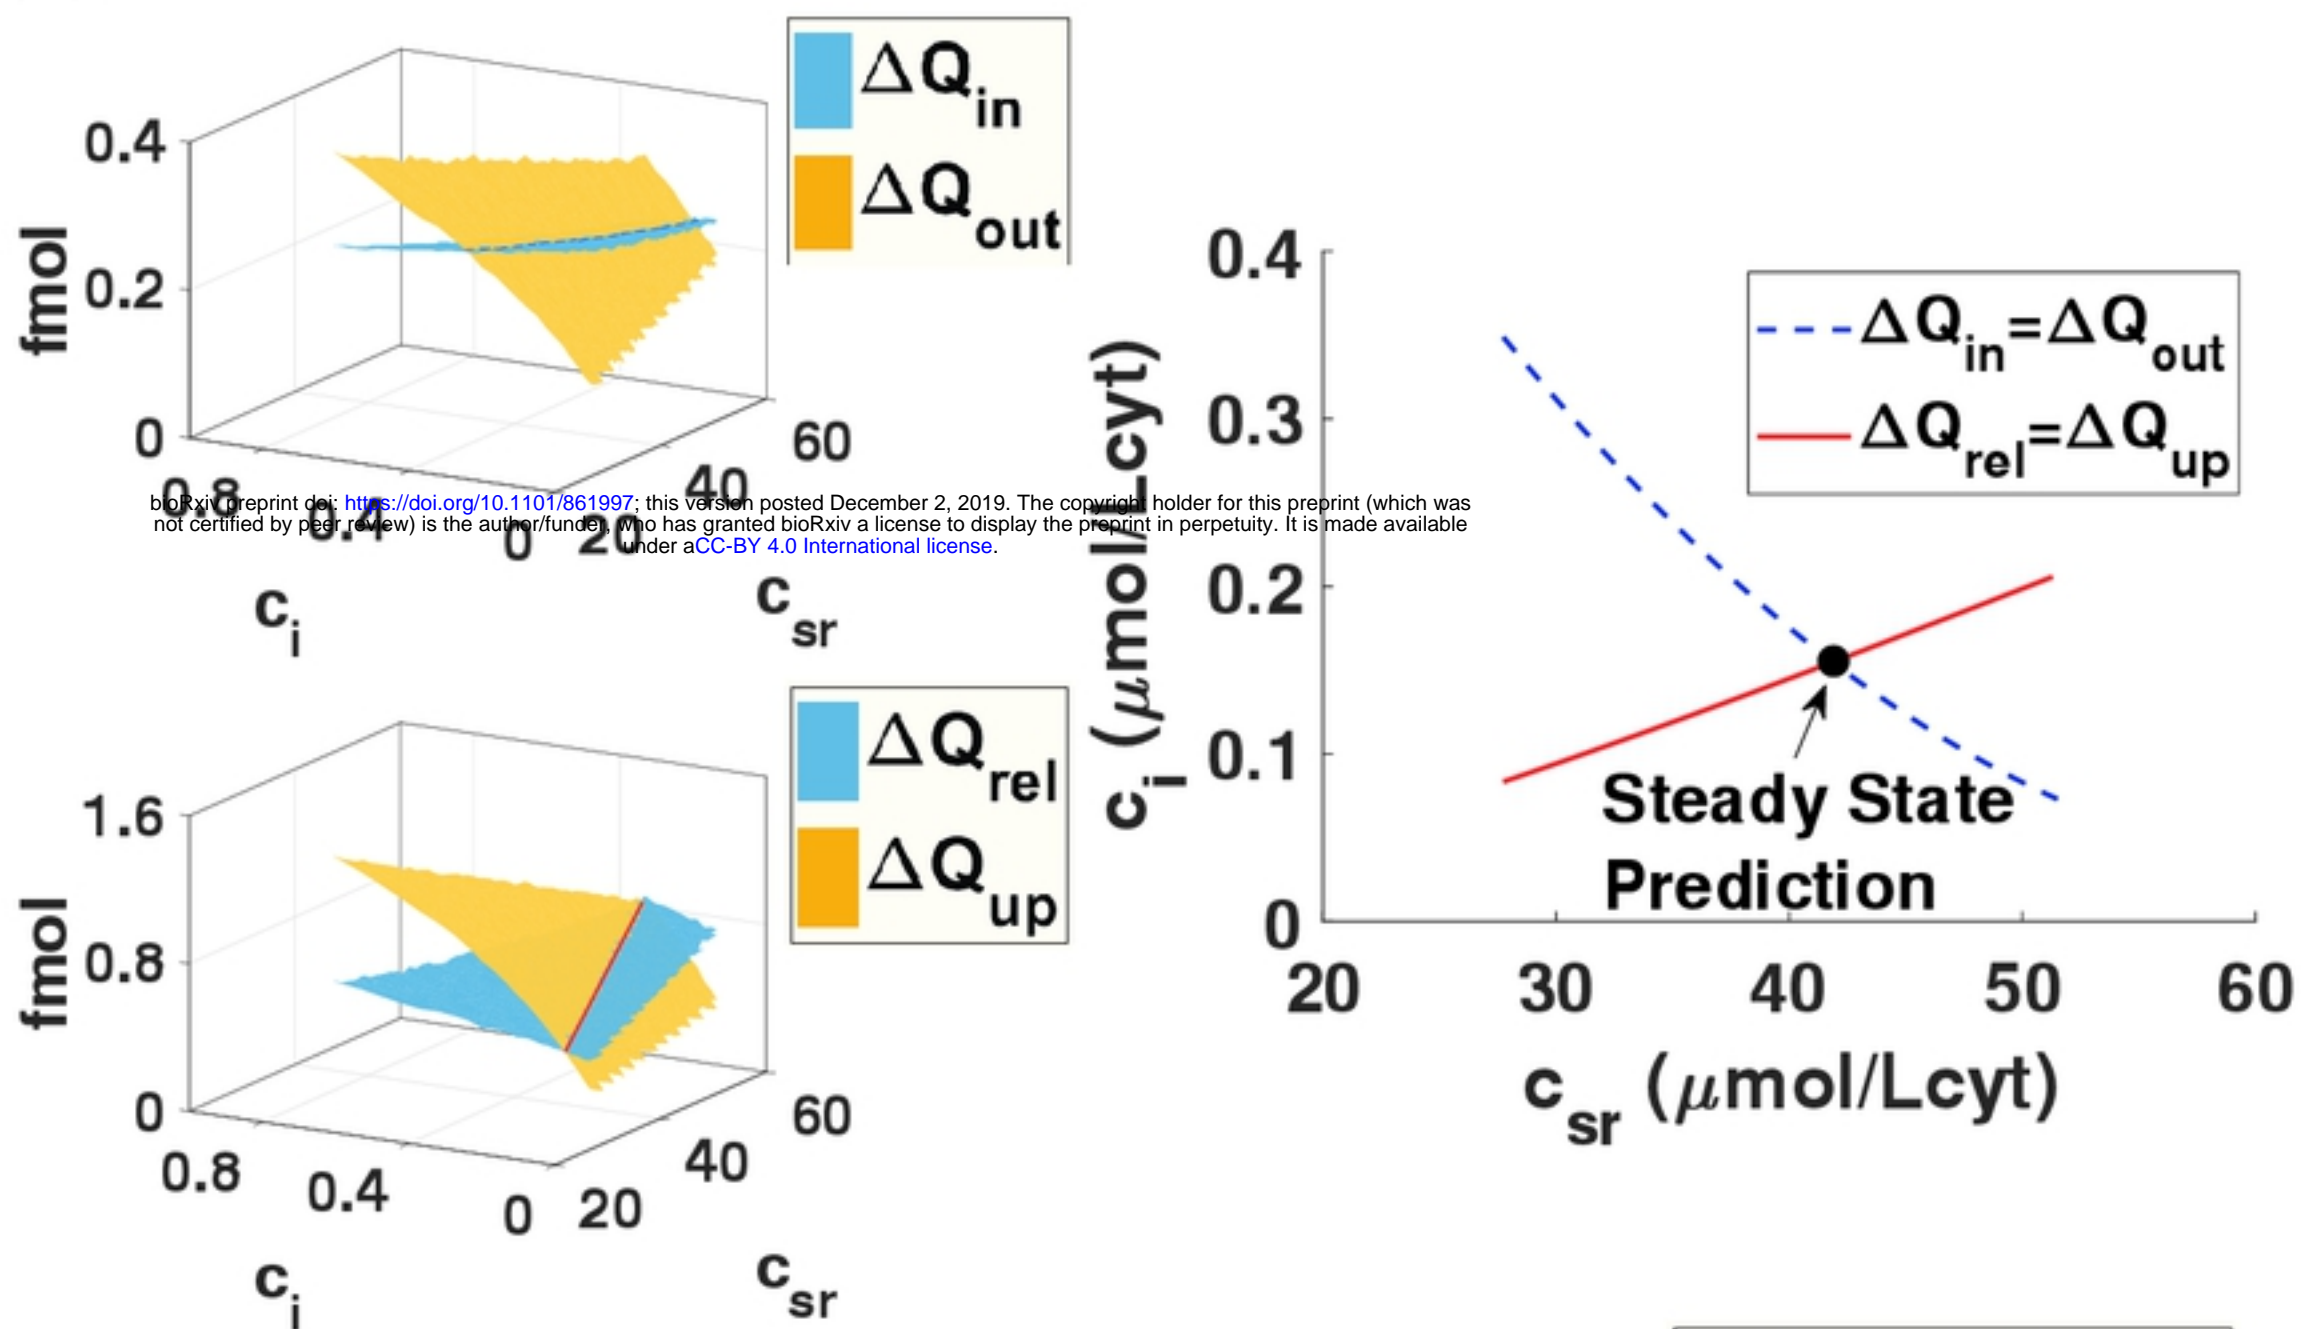 ΔQin
ΔQout
0.4
0.2
0
fmol
0.8
0.4
0
20
40
60
ci
csr
bioRxiv preprint doi: https://doi.org/10.1101/861997; this version posted December 2, 2019. The copyright holder for this preprint (which was
not certified by peer review) is the author/funder, who has granted bioRxiv a license to display the preprint in perpetuity. It is made available
under aCC-BY 4.0 International license.
ΔQrel
ΔQup
1.6
0.8
0
fmol
0.8
0.4
0
20
40
60
ci
csr
0.4
0.3
0.2
0.1
0
ci (μmol/Lcyt)
ΔQin=ΔQout
ΔQrel=ΔQup
Steady State
Prediction
20
30
40
50
60
csr (μmol/Lcyt)